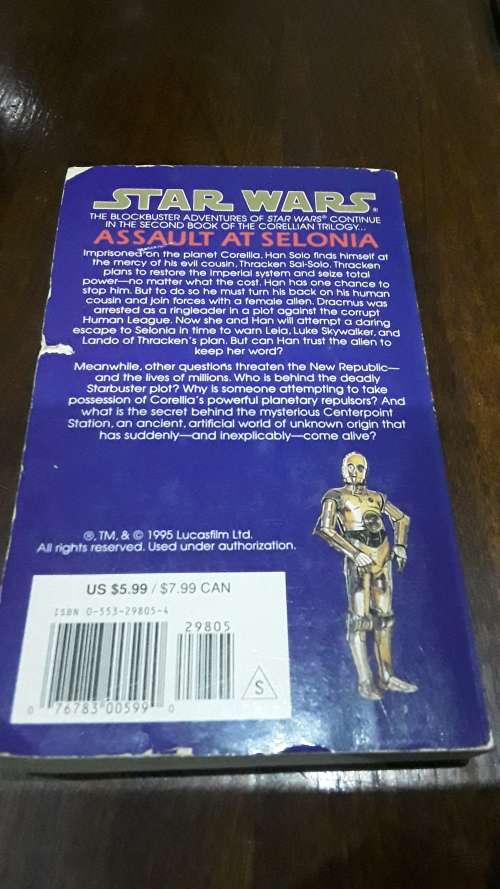 STAR WARS®
THE BLOCKBUSTER ADVENTURES OF STAR WARS® CONTINUE
IN THE SECOND BOOK OF THE CORELLIAN TRILOGY...
ASSAULT AT SELONIA
Imprisoned on the planet Corellia, Han Solo finds himself at
the mercy of his evil cousin, Thracken Sal-Solo. Thracken
plans to restore the Imperial system and seize total
power—no matter what the cost. Han has one chance to
stop him. But to do so he must turn his back on his human
cousin and join forces with a female alien. Dracmus was
arrested as a ringleader in a plot against the corrupt
Human League. Now she and Han will attempt a daring
escape to Selonia in time to warn Leia, Luke Skywalker, and
Lando of Thracken's plan. But can Han trust the alien to
keep her word?
Meanwhile, other questions threaten the New Republic—
and the lives of millions. Who is behind the deadly
Starbuster plot? Why is someone attempting to take
possession of Corellia's powerful planetary repulsors? And
what is the secret behind the mysterious Centerpoint
Station, an ancient, artificial world of unknown origin that
has suddenly—and inexplicably—come alive?
®, TM, & © 1995 Lucasfilm Ltd.
All rights reserved. Used under authorization.
US $5.99 / $7.99 CAN
ISBN 0-553-29805-4
29805
S
0 76783 00599 0